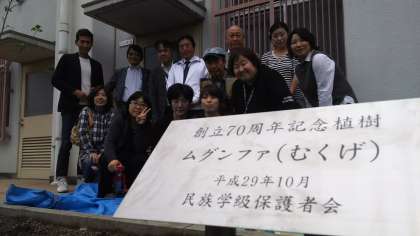 創立70周年記念植樹
ムグンファ(むくげ)
平成29年10月
民族学級保護者会